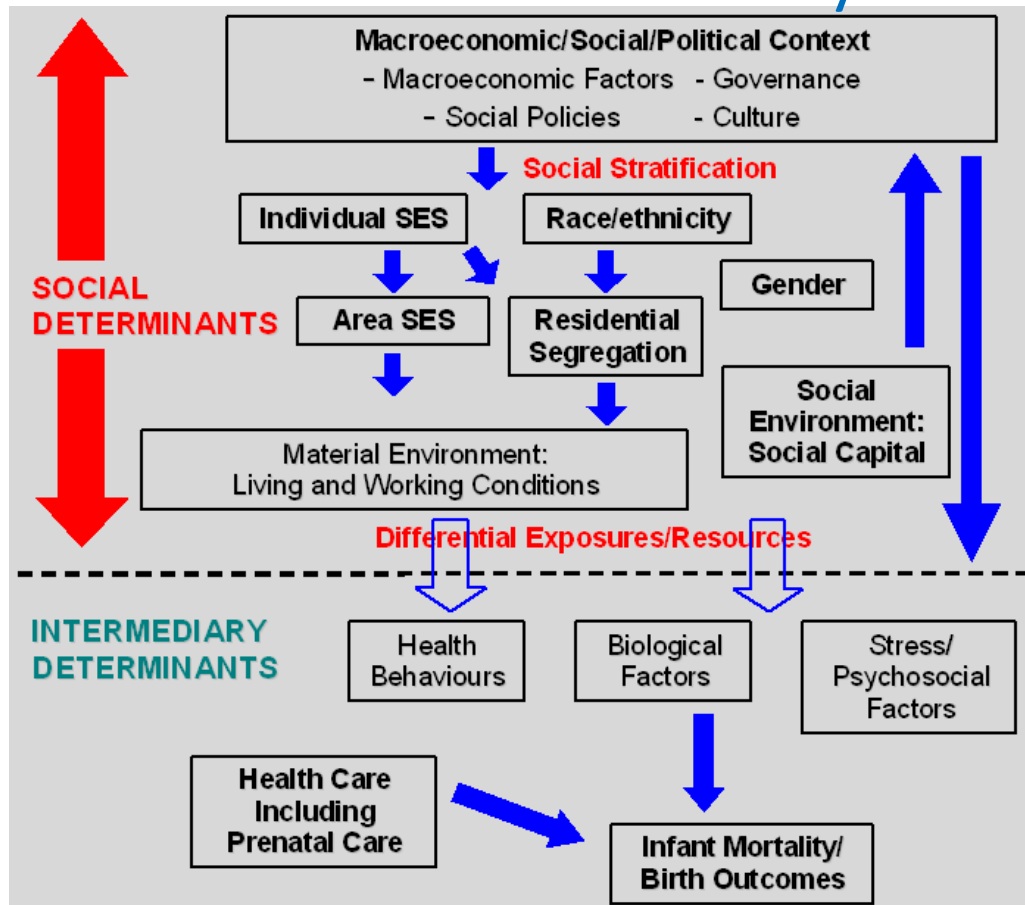 Macroeconomic/Social/Political Context
– Macroeconomic Factors - Governance
– Social Policies - Culture
Social Stratification
Individual SES
Race/ethnicity
Gender
SOCIAL
DETERMINANTS
Area SES
Residential
Segregation
Social
Environment:
Social Capital
Material Environment:
Living and Working Conditions
Differential Exposures/Resources
INTERMEDIARY
DETERMINANTS
Health
Behaviours
Biological
Factors
Stress/
Psychosocial
Factors
Health Care
Including
Prenatal Care
Infant Mortality/
Birth Outcomes